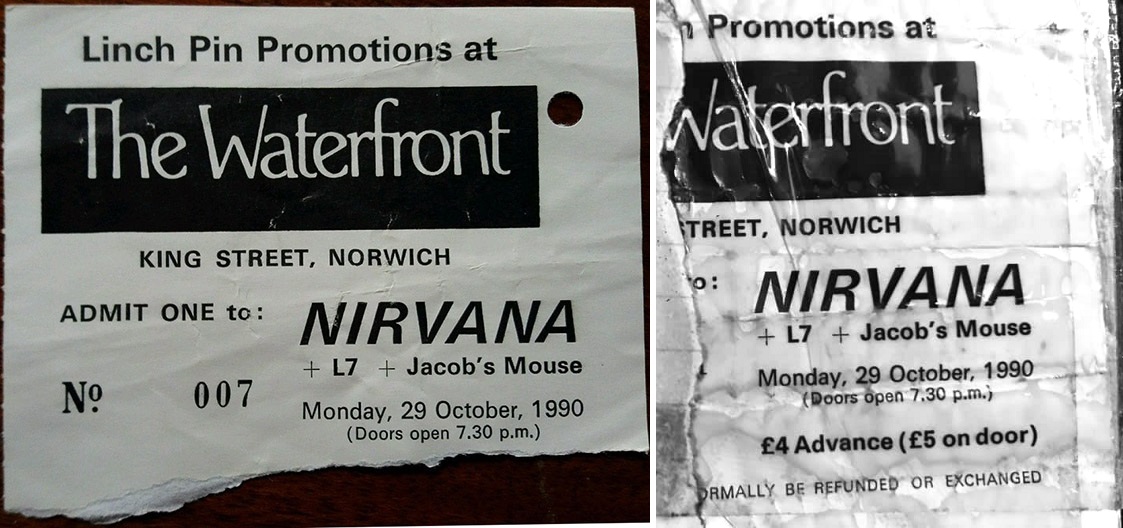 Linch Pin Promotions at
The Waterfront
KING STREET, NORWICH
ADMIT ONE to:
NIRVANA
+ L7 + Jacob's Mouse
Nº 007
Monday, 29 October, 1990
(Doors open 7.30 p.m.)
Promotions at
Waterfront
STREET, NORWICH
to:
NIRVANA
+ L7 + Jacob's Mouse
Monday, 29 October, 1990
(Doors open 7.30 p.m.)
£4 Advance (£5 on door)
ORMALLY BE REFUNDED OR EXCHANGED